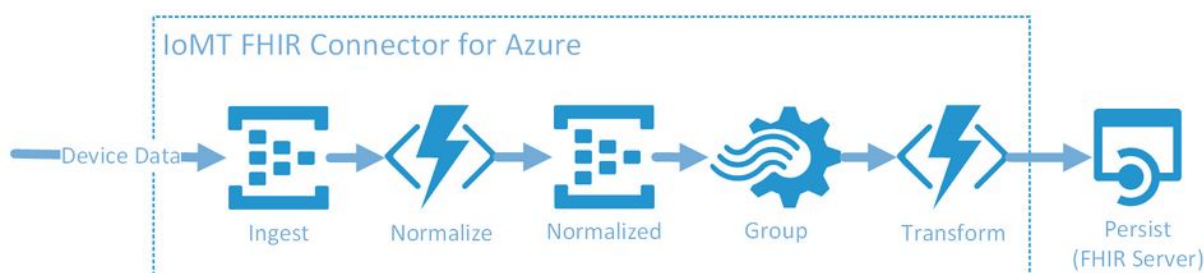 IoMT FHIR Connector for Azure
Device Data
Ingest
Normalize
Normalized
Group
Transform
Persist
(FHIR Server)